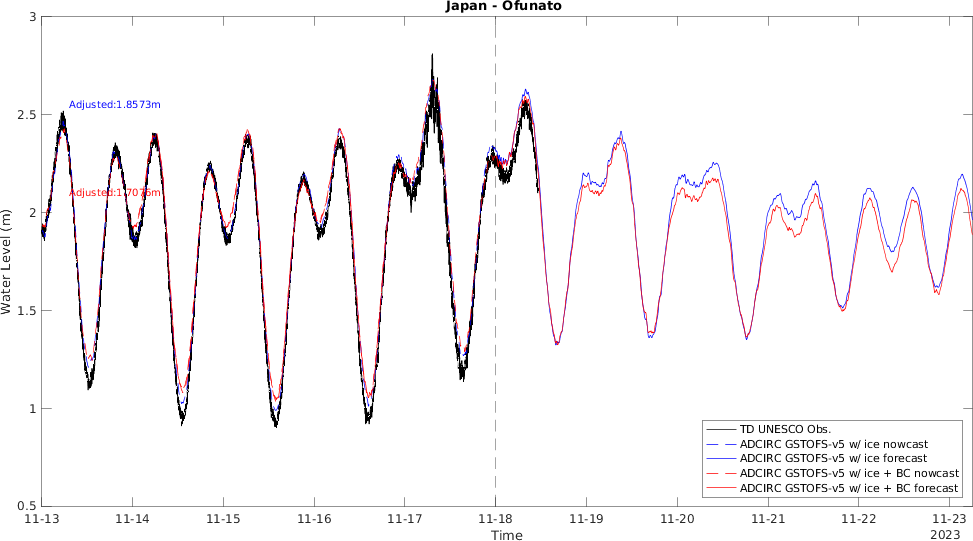 Japan - Ofunato
3
2.5
2
1.5
1
0.5
Water Level (m)
Adjusted:1.8573m
Adjusted:1.7076m
11-13
11-14
11-15
11-16
11-17
11-18
11-19
11-20
11-21
11-22
11-23
Time
2023
TD UNESCO Obs.
ADCIRC GSTOFS-v5 w/ ice nowcast
ADCIRC GSTOFS-v5 w/ ice forecast
ADCIRC GSTOFS-v5 w/ ice + BC nowcast
ADCIRC GSTOFS-v5 w/ ice + BC forecast